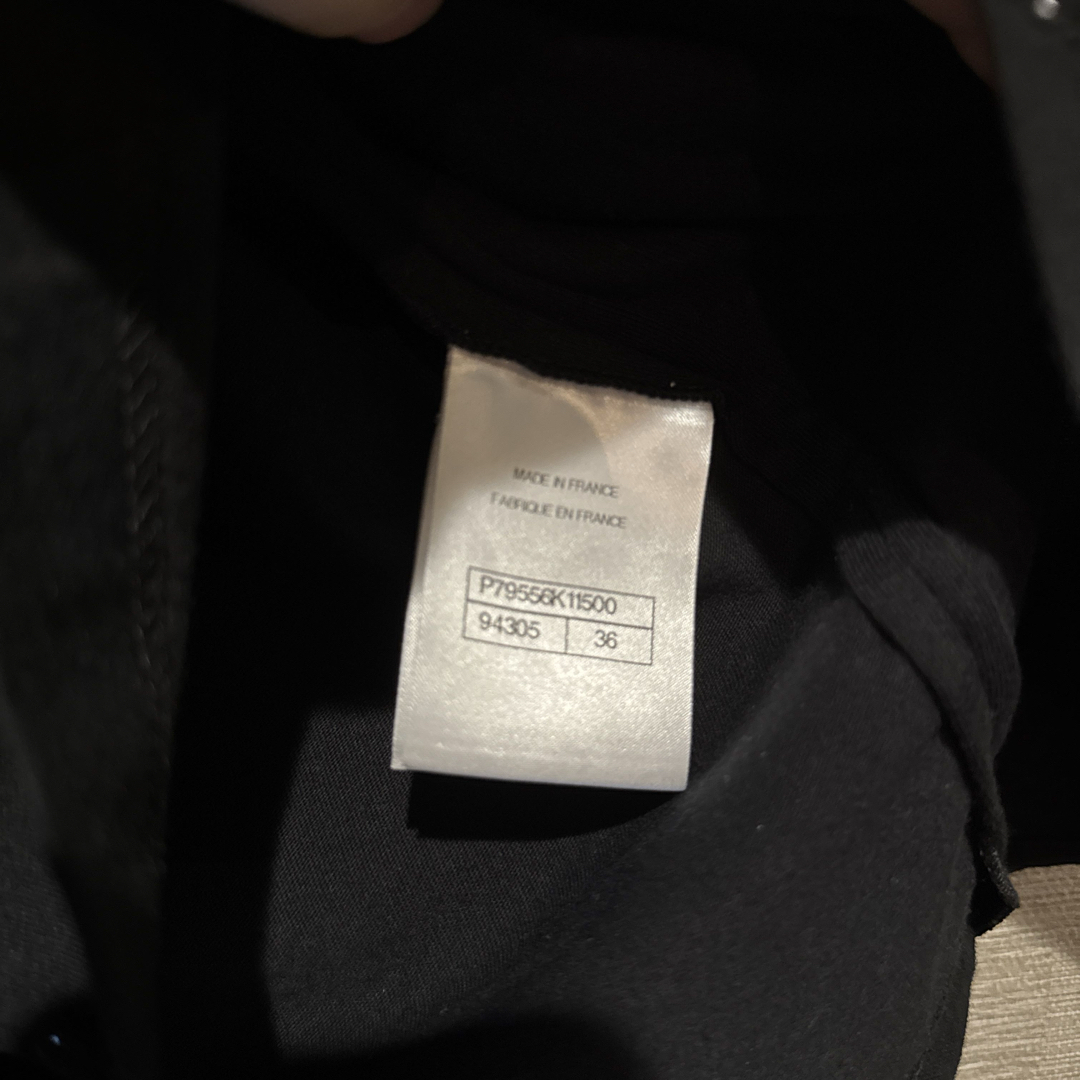 MADE IN FRANCE
FABRIQUE EN FRANCE
P79556K11500
94305 36